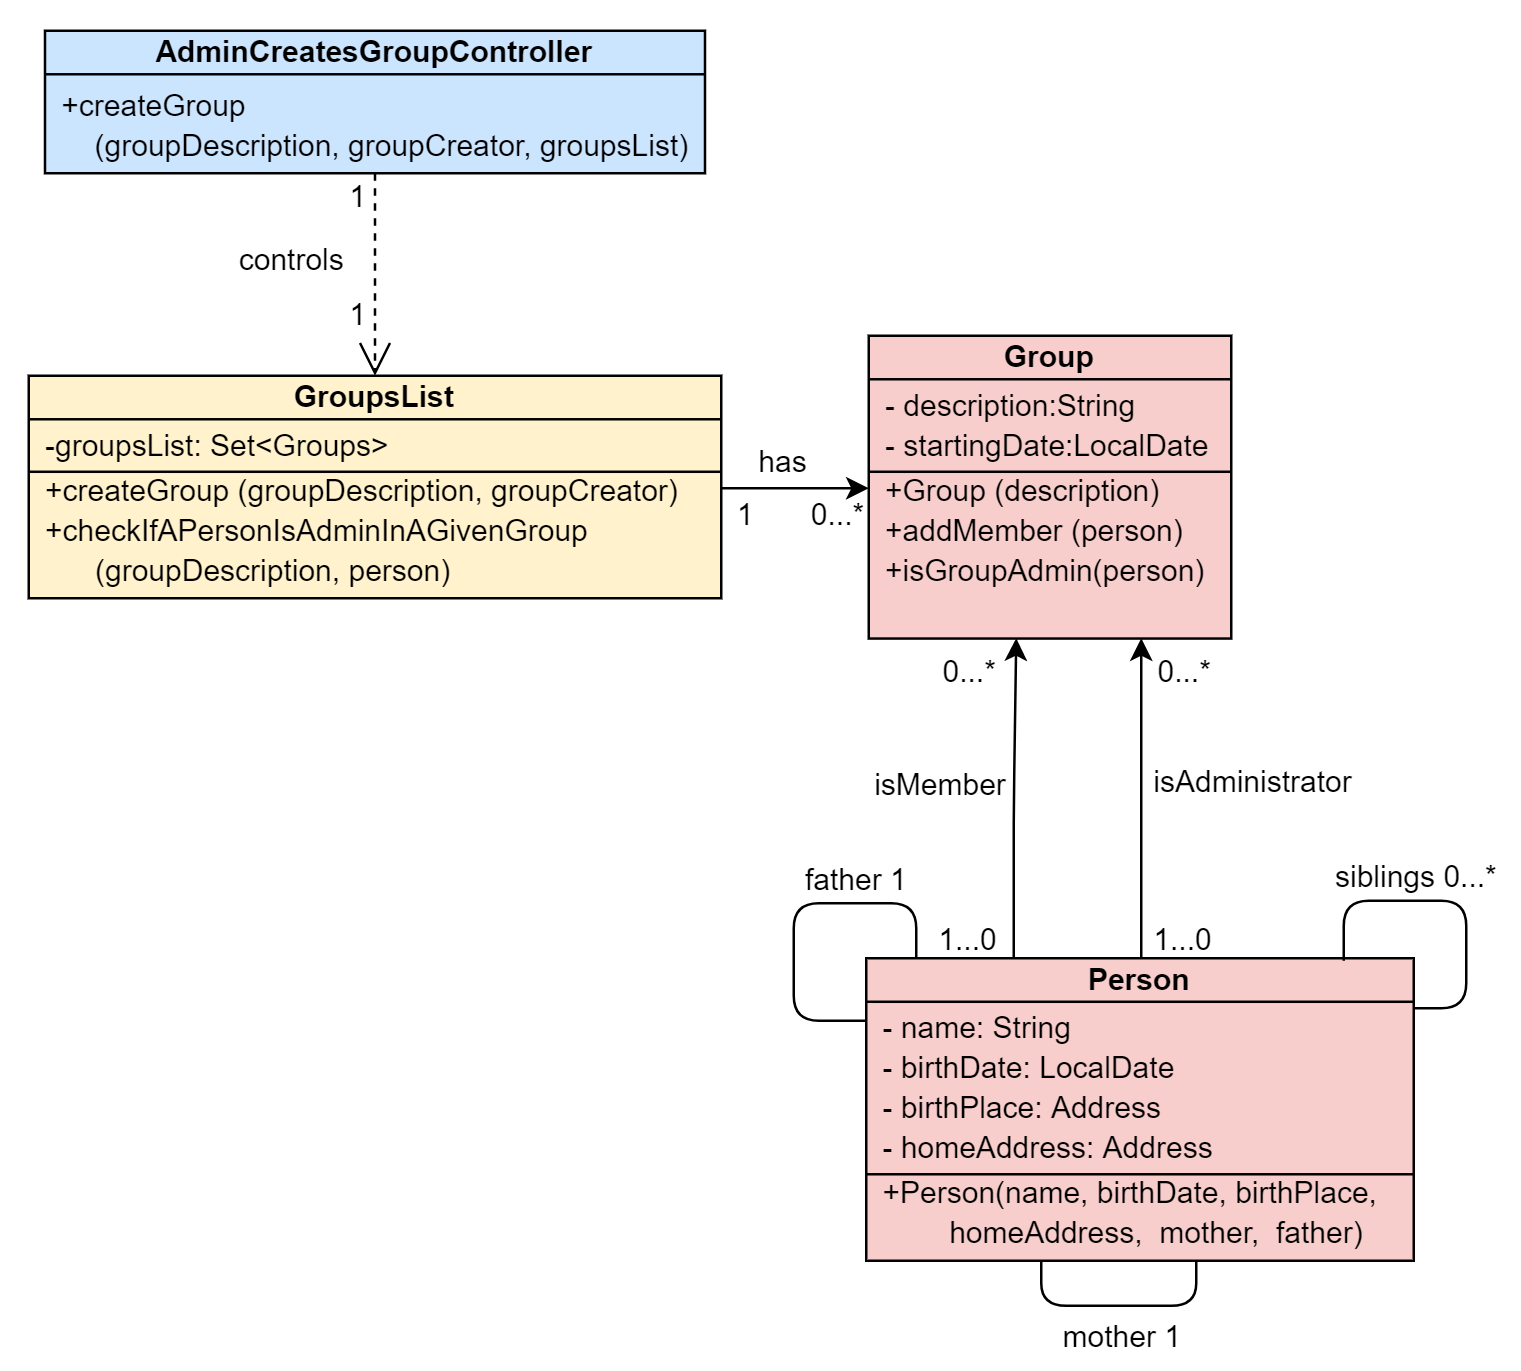 AdminCreatesGroupController
+createGroup
(groupDescription, groupCreator, groupsList)
1
controls
1
GroupsList
-groupsList: Set<Groups>
+createGroup (groupDescription, groupCreator)
+checkIfAPersonIsAdminInAGivenGroup
(groupDescription, person)
has
1
0...*
Group
- description:String
- startingDate:LocalDate
+Group (description)
+addMember (person)
+isGroupAdmin(person)
0...*
0...*
isMember
isAdministrator
father 1
siblings 0...*
1...0
1...0
Person
- name: String
- birthDate: LocalDate
- birthPlace: Address
- homeAddress: Address
+Person(name, birthDate, birthPlace,
homeAddress,  mother,  father)
mother 1